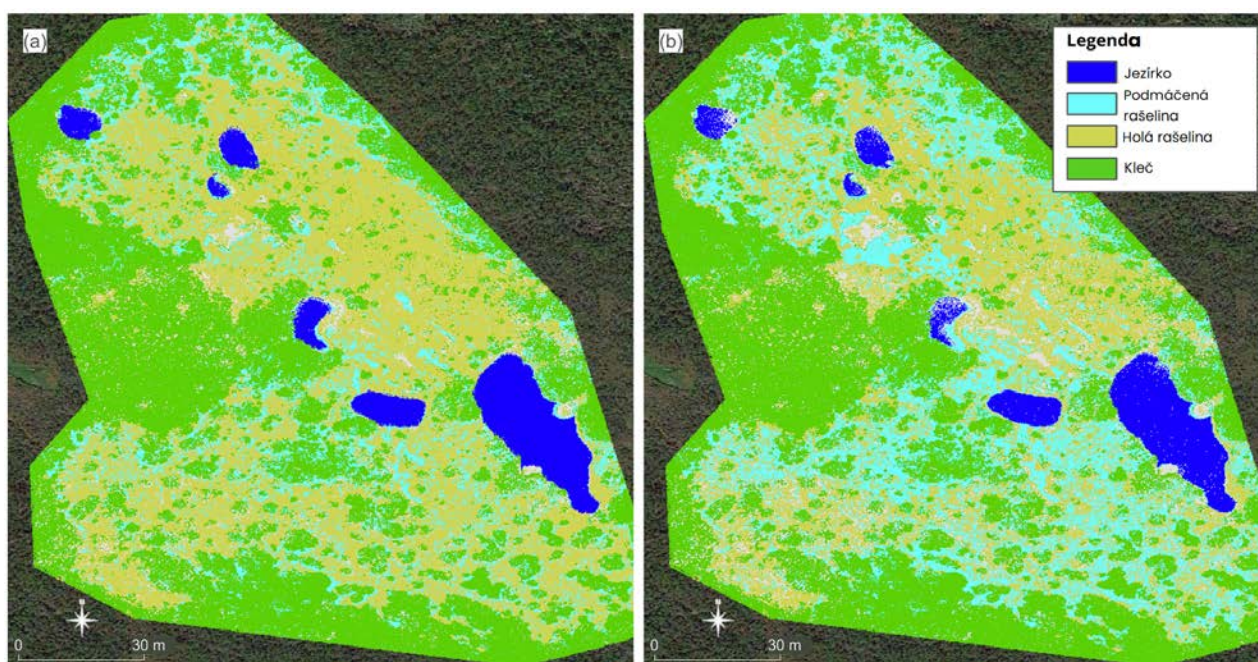 (a)
(b)
Legenda
Jezírko
Podmáčená
rašelina
Holá rašelina
Kleč
0
30 m
0
30 m